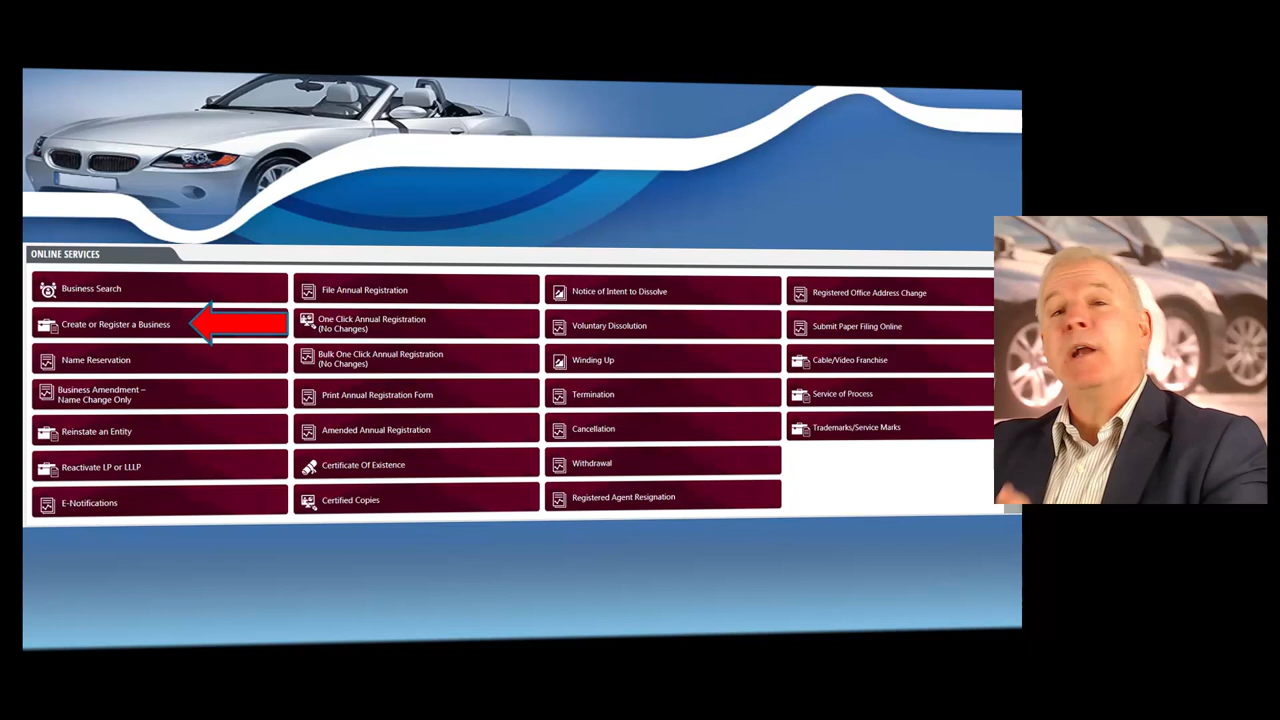 ONLINE SERVICES
Business Search
Create or Register a Business
Name Reservation
Business Amendment –
Name Change Only
Reinstate an Entity
Reactivate LP or LLLP
E-Notifications
File Annual Registration
One Click Annual Registration
(No Changes)
Bulk One Click Annual Registration
(No Changes)
Print Annual Registration Form
Amended Annual Registration
Certificate Of Existence
Certified Copies
Notice of Intent to Dissolve
Voluntary Dissolution
Winding Up
Termination
Cancellation
Withdrawal
Registered Agent Resignation
Registered Office Address Change
Submit Paper Filing Online
Cable/Video Franchise
Service of Process
Trademarks/Service Marks